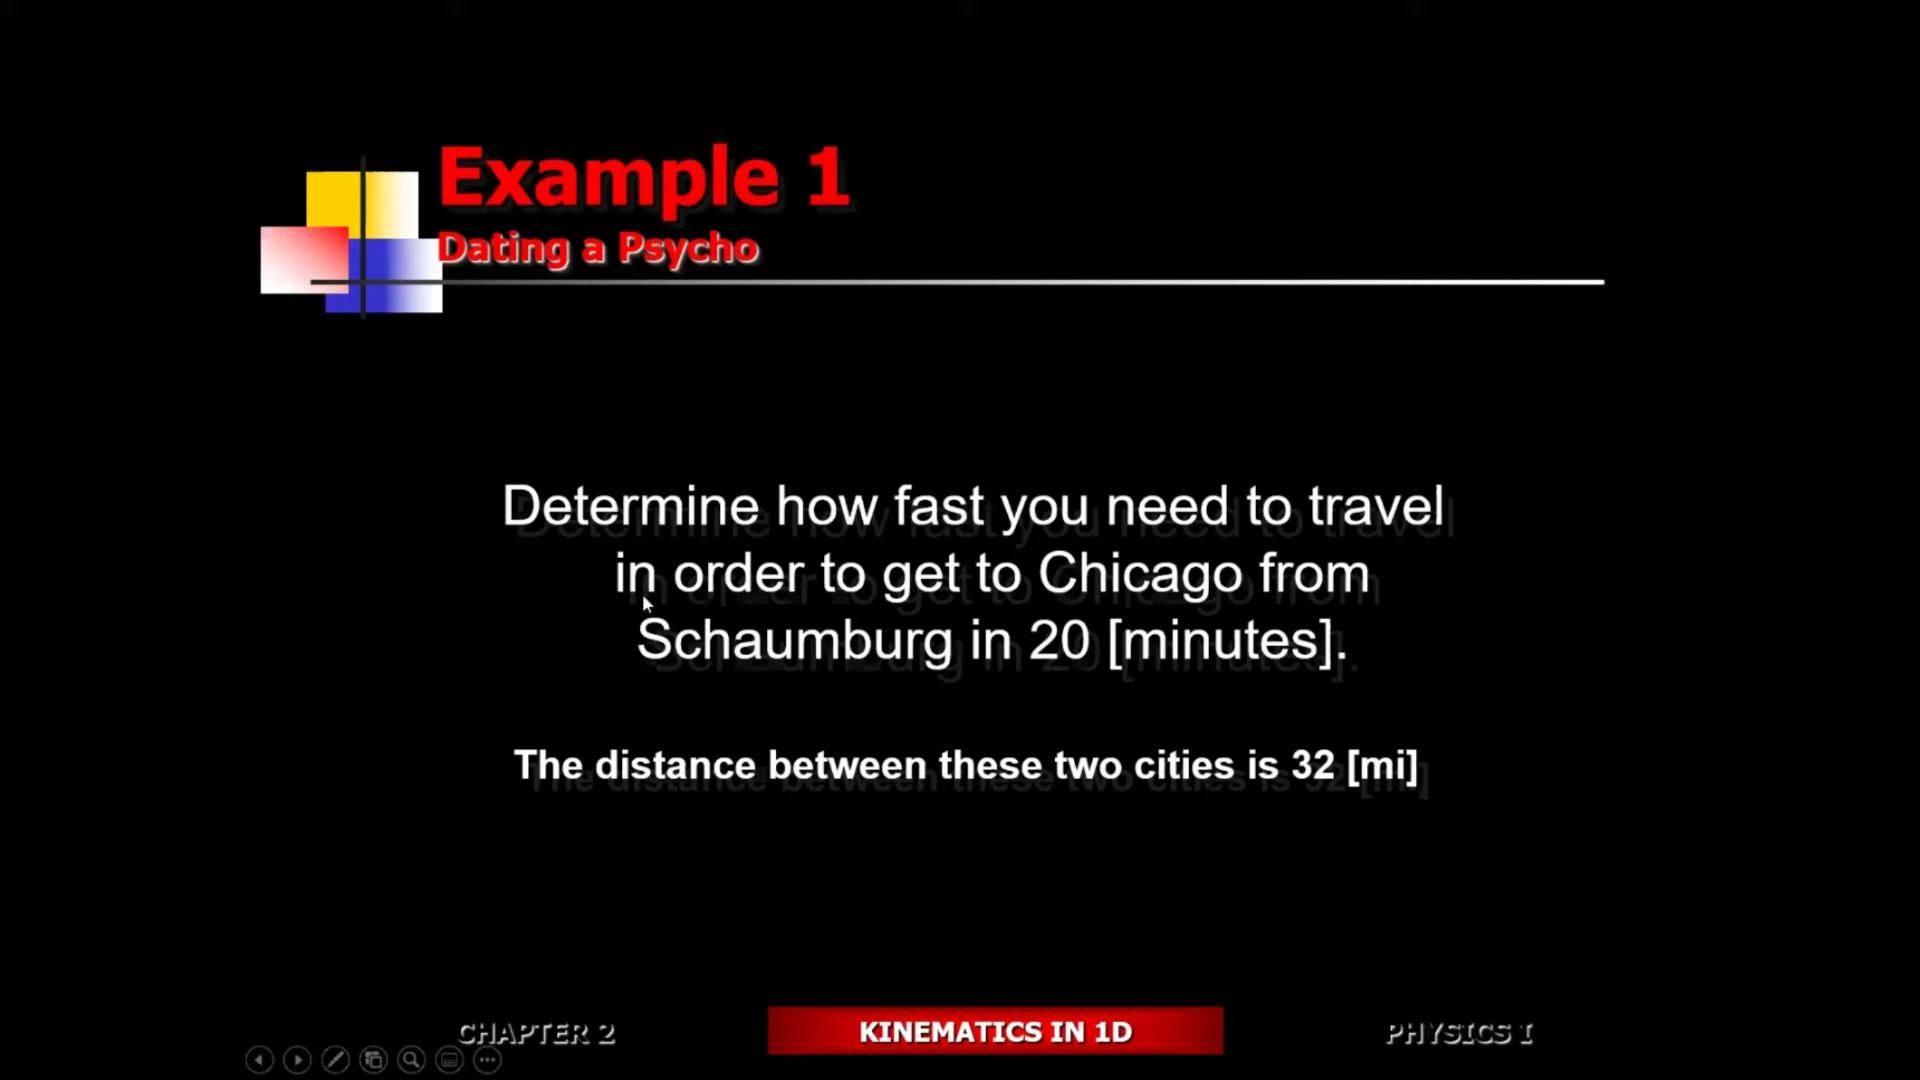 Example 1
Dating a Psycho
Determine how fast you need to travel
in order to get to Chicago from
Schaumburg in 20 [minutes].
The distance between these two cities is 32 [mi]
CHAPTER 2
KINEMATICS IN 1D
PHYSICS I